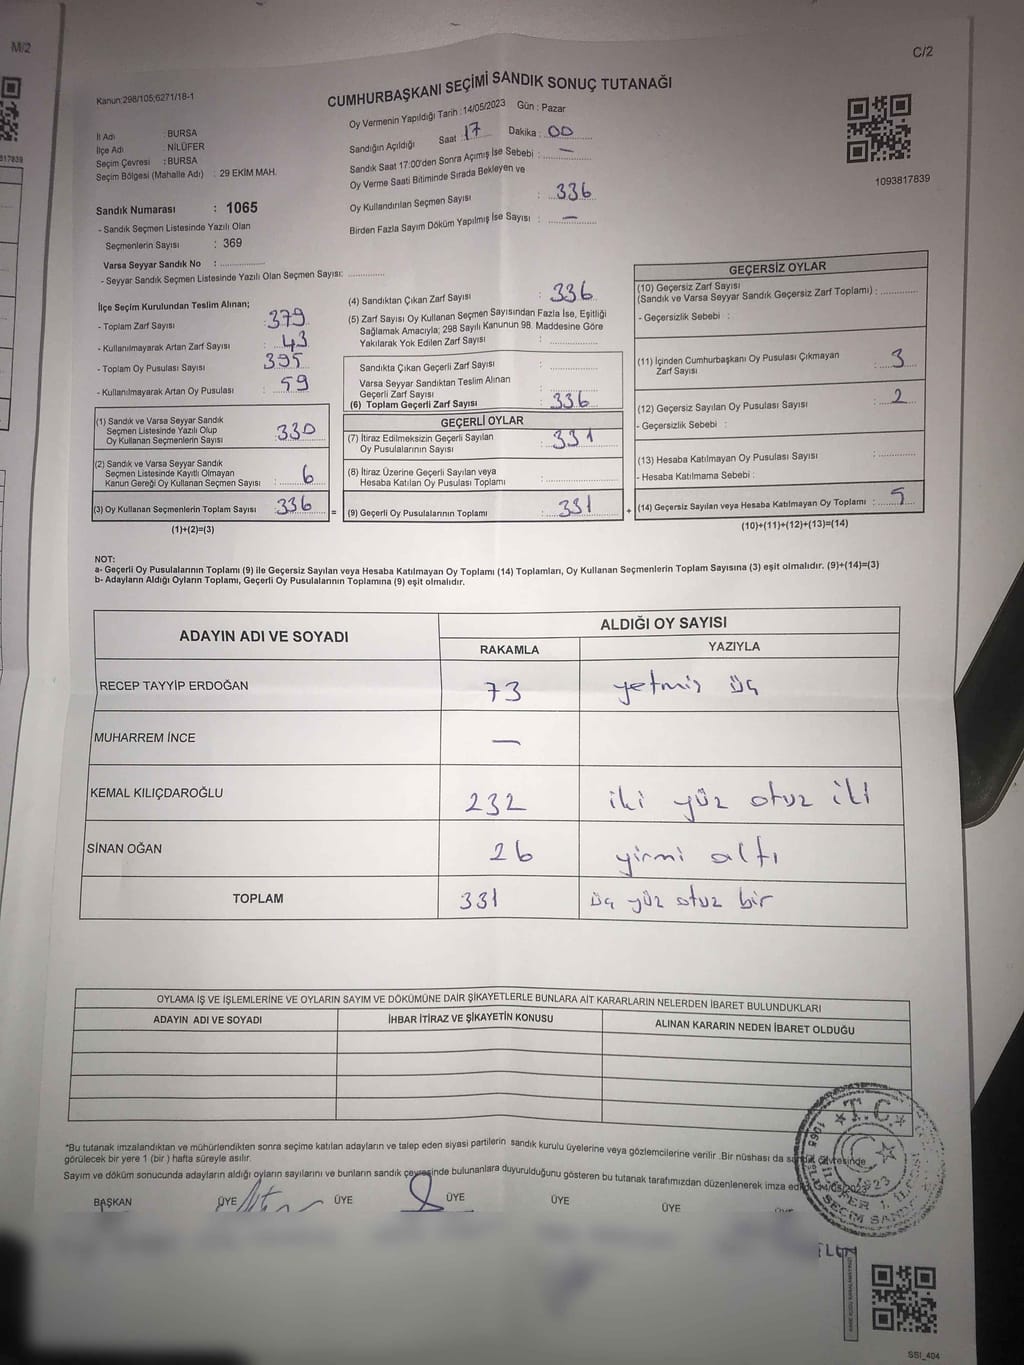 M/2
C/2
Kanun:298/105;6271/18-1
CUMHURBAŞKANI SEÇİMİ SANDIK SONUÇ TUTANAĞI
Oy Vermenin Yapıldığı Tarih :14/05/2023 Gün : Pazar
İl Adı : BURSA
İlçe Adı : NİLÜFER
Seçim Çevresi : BURSA
Seçim Bölgesi (Mahalle Adı) : 29 EKİM MAH.
Sandığın Açıldığı Saat 17 Dakika : 00
Sandık Saat 17:00'den Sonra Açımış İse Sebebi : —
Oy Verme Saati Bitiminde Sırada Bekleyen ve
Oy Kullandırılan Seçmen Sayısı : 336
Birden Fazla Sayım Döküm Yapılmış İse Sayısı : —
1093817839
817839
Sandık Numarası : 1065
- Sandık Seçmen Listesinde Yazılı Olan
Seçmenlerin Sayısı : 369
Varsa Seyyar Sandık No :
- Seyyar Sandık Seçmen Listesinde Yazılı Olan Seçmen Sayısı:
İlçe Seçim Kurulundan Teslim Alınan;
- Toplam Zarf Sayısı : 379
- Kullanılmayarak Artan Zarf Sayısı : 43
- Toplam Oy Pusulası Sayısı : 395
- Kullanılmayarak Artan Oy Pusulası : 59
(1) Sandık ve Varsa Seyyar Sandık
Seçmen Listesinde Yazılı Olup
Oy Kullanan Seçmenlerin Sayısı : 330
(2) Sandık ve Varsa Seyyar Sandık
Seçmen Listesinde Kayıtlı Olmayan
Kanun Gereği Oy Kullanan Seçmen Sayısı : 6
(3) Oy Kullanan Seçmenlerin Toplam Sayısı : 336 =
(1)+(2)=(3)
(4) Sandıktan Çıkan Zarf Sayısı : 336
(5) Zarf Sayısı Oy Kullanan Seçmen Sayısından Fazla İse, Eşitliği
Sağlamak Amacıyla; 298 Sayılı Kanunun 98. Maddesine Göre
Yakılarak Yok Edilen Zarf Sayısı :
Sandıkta Çıkan Geçerli Zarf Sayısı :
Varsa Seyyar Sandıktan Teslim Alınan
Geçerli Zarf Sayısı :
(6) Toplam Geçerli Zarf Sayısı : 336
GEÇERLİ OYLAR
(7) İtiraz Edilmeksizin Geçerli Sayılan
Oy Pusulalarının Sayısı : 331
(8) İtiraz Üzerine Geçerli Sayılan veya
Hesaba Katılan Oy Pusulası Toplamı :
(9) Geçerli Oy Pusulalarının Toplamı : 331 +
GEÇERSİZ OYLAR
(10) Geçersiz Zarf Sayısı
(Sandık ve Varsa Seyyar Sandık Geçersiz Zarf Toplamı) :
- Geçersizlik Sebebi :
(11) İçinden Cumhurbaşkanı Oy Pusulası Çıkmayan
Zarf Sayısı : 3
(12) Geçersiz Sayılan Oy Pusulası Sayısı : 2
- Geçersizlik Sebebi :
(13) Hesaba Katılmayan Oy Pusulası Sayısı :
- Hesaba Katılmama Sebebi :
(14) Geçersiz Sayılan veya Hesaba Katılmayan Oy Toplamı : 5
(10)+(11)+(12)+(13)=(14)
NOT:
a- Geçerli Oy Pusulalarının Toplamı (9) ile Geçersiz Sayılan veya Hesaba Katılmayan Oy Toplamı (14) Toplamları, Oy Kullanan Seçmenlerin Toplam Sayısına (3) eşit olmalıdır. (9)+(14)=(3)
b- Adayların Aldığı Oyların Toplamı, Geçerli Oy Pusulalarının Toplamına (9) eşit olmalıdır.
ADAYIN ADI VE SOYADI ALDIĞI OY SAYISI
RAKAMLA YAZIYLA
RECEP TAYYİP ERDOĞAN 73 yetmiş üç
MUHARREM İNCE —
KEMAL KILIÇDAROĞLU 232 iki yüz otuz iki
SİNAN OĞAN 26 yirmi altı
TOPLAM 331 üç yüz otuz bir
OYLAMA İŞ VE İŞLEMLERİNE VE OYLARIN SAYIM VE DÖKÜMÜNE DAİR ŞİKAYETLERLE BUNLARA AİT KARARLARIN NELERDEN İBARET BULUNDUKLARI
ADAYIN ADI VE SOYADI İHBAR İTİRAZ VE ŞİKAYETİN KONUSU ALINAN KARARIN NEDEN İBARET OLDUĞU
*Bu tutanak imzalandıktan ve mühürlendikten sonra seçime katılan adayların ve talep eden siyasi partilerin sandık kurulu üyelerine veya gözlemcilerine verilir .Bir nüshası da sandık çevresinde
görülecek bir yere 1 (bir ) hafta süreyle asılır.
Sayım ve döküm sonucunda adayların aldığı oyların sayılarını ve bunların sandık çevresinde bulunanlara duyurulduğunu gösteren bu tutanak tarafımızdan düzenlenerek imza
BAŞKAN ÜYE ÜYE ÜYE ÜYE ÜYE
T.C.
1923
SSI_404